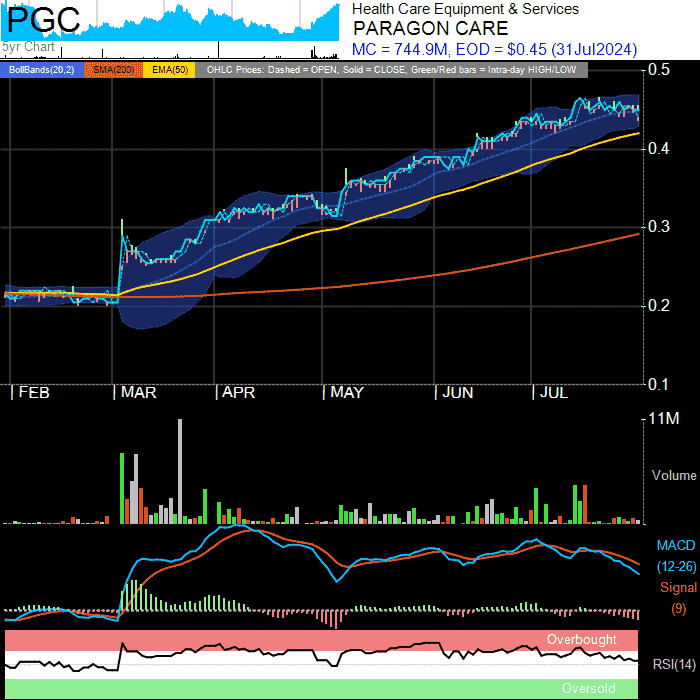 PGC
5yr Chart
Health Care Equipment & Services
PARAGON CARE
MC = 744.9M, EOD = $0.45 (31Jul2024)
BollBands(20,2) SMA(200) EMA(50) OHLC Prices: Dashed = OPEN, Solid = CLOSE, Green/Red bars = Intra-day HIGH/LOW
0.5
0.4
0.3
0.2
0.1
| FEB | MAR | APR | MAY | JUN | JUL
11M
Volume
MACD
(12-26)
Signal
(9)
Overbought
RSI(14)
Oversold